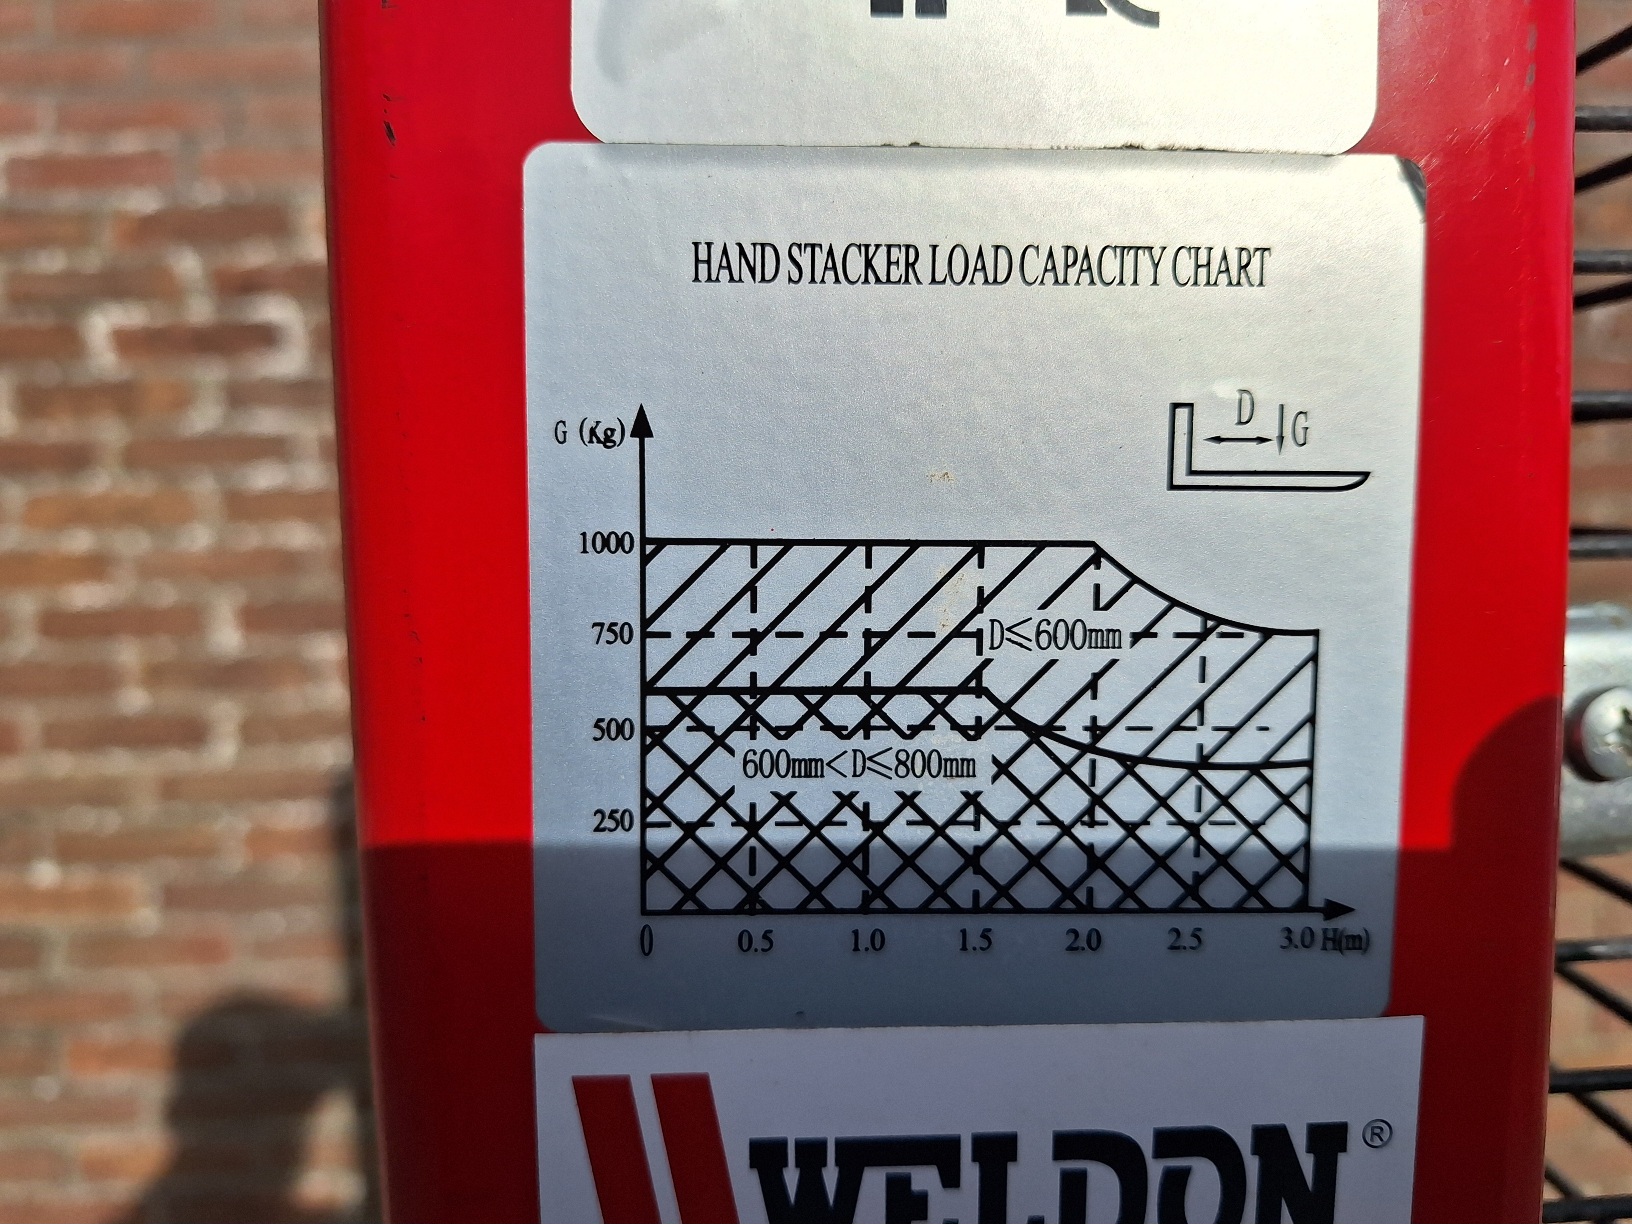 HAND STACKER LOAD CAPACITY CHART
D
G
G (Kg)
1000
750
D≤600mm
500
600mm<D≤800mm
250
0 0.5 1.0 1.5 2.0 2.5 3.0 H(m)
WELDON ®